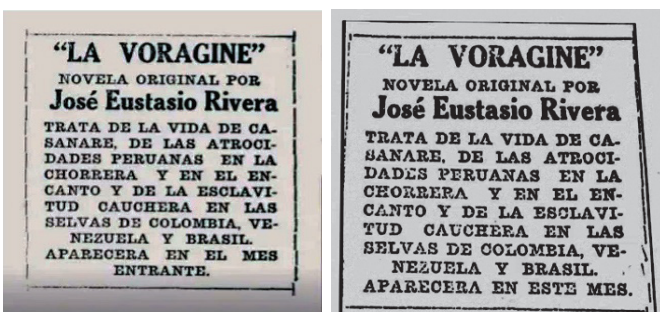 “LA VORAGINE”
NOVELA ORIGINAL POR
José Eustasio Rivera
TRATA DE LA VIDA DE CA-
SANARE, DE LAS ATROCI-
DADES PERUANAS EN LA
CHORRERA Y EN EL EN-
CANTO Y DE LA ESCLAVI-
TUD CAUCHERA EN LAS
SELVAS DE COLOMBIA, VE-
NEZUELA Y BRASIL.
APARECERA EN EL MES
ENTRANTE.
“LA VORAGINE”
NOVELA ORIGINAL POR
José Eustasio Rivera
TRATA DE LA VIDA DE CA-
SANARE, DE LAS ATROCI-
DADES PERUANAS EN LA
CHORRERA Y EN EL EN-
CANTO Y DE LA ESCLAVI-
TUD CAUCHERA EN LAS
SELVAS DE COLOMBIA, VE-
NEZUELA Y BRASIL.
APARECERA EN ESTE MES.